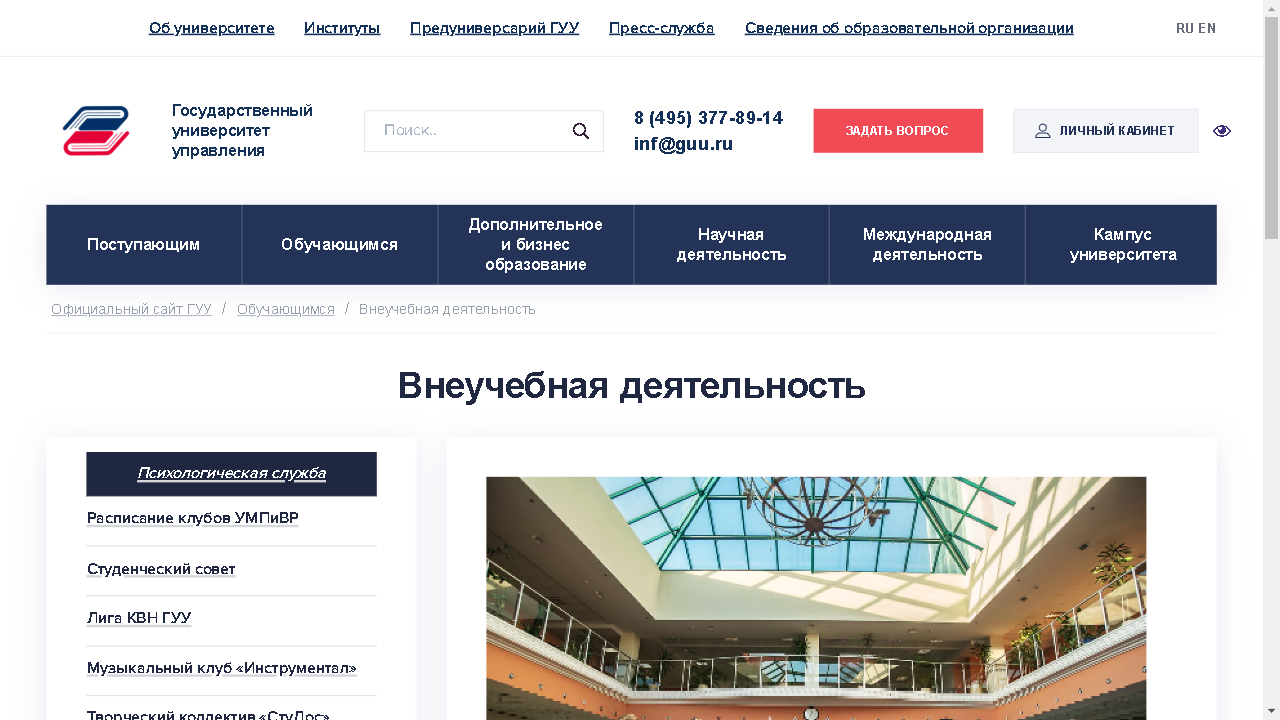 Об университете Институты Предуниверсарий ГУУ Пресс-служба Сведения об образовательной организации RU EN
Государственный
университет
управления
Поиск..
8 (495) 377-89-14
inf@guu.ru
ЗАДАТЬ ВОПРОС
ЛИЧНЫЙ КАБИНЕТ
Поступающим
Обучающимся
Дополнительное
и бизнес
образование
Научная
деятельность
Международная
деятельность
Кампус
университета
Официальный сайт ГУУ / Обучающимся / Внеучебная деятельность
Внеучебная деятельность
Психологическая служба
Расписание клубов УМПиВР
Студенческий совет
Лига КВН ГУУ
Музыкальный клуб «Инструментал»
Творческий коллектив «СтуДос»